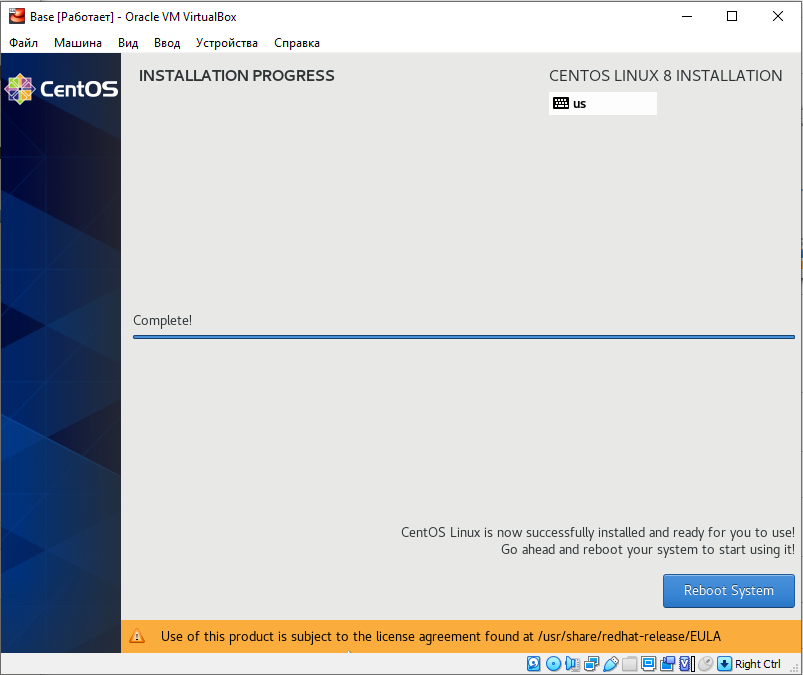 Base [Работает] - Oracle VM VirtualBox
Файл Машина Вид Ввод Устройства Справка
CentOS
INSTALLATION PROGRESS
CENTOS LINUX 8 INSTALLATION
us
Complete!
CentOS Linux is now successfully installed and ready for you to use!
Go ahead and reboot your system to start using it!
Reboot System
Use of this product is subject to the license agreement found at /usr/share/redhat-release/EULA
Right Ctrl